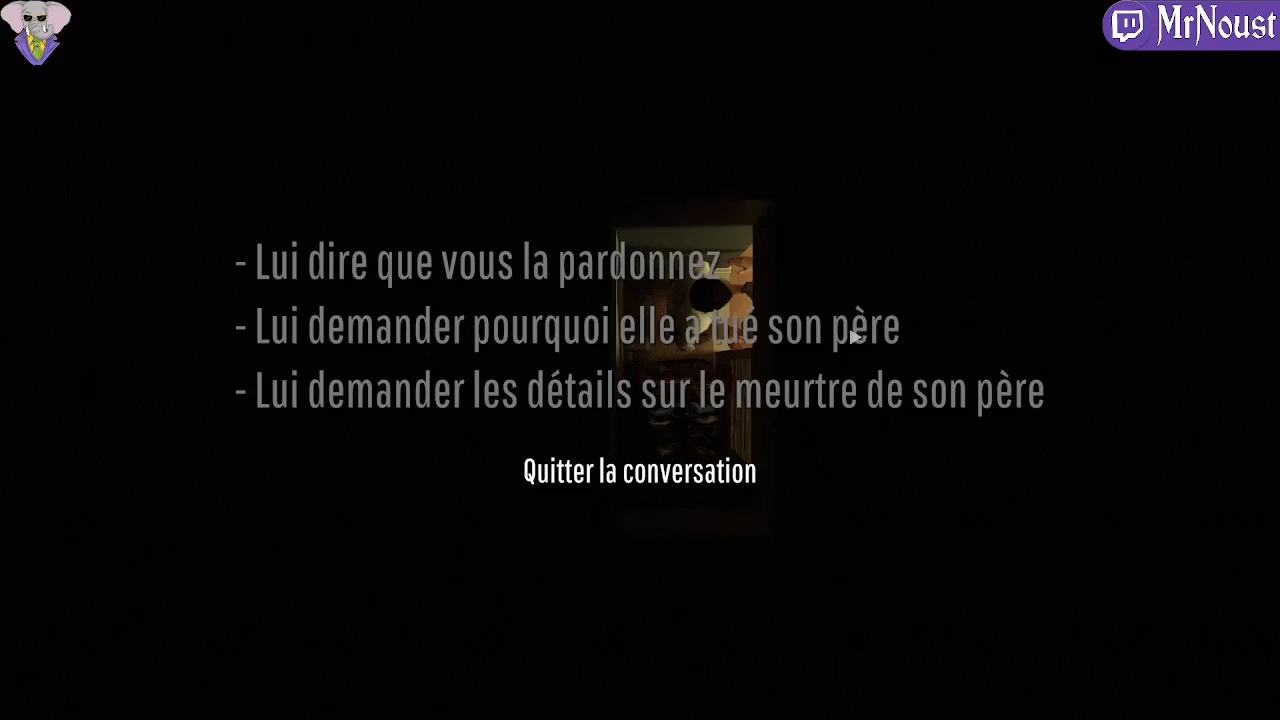 MrNoust
- Lui dire que vous la pardonnez
- Lui demander pourquoi elle a tué son père
- Lui demander les détails sur le meurtre de son père
Quitter la conversation